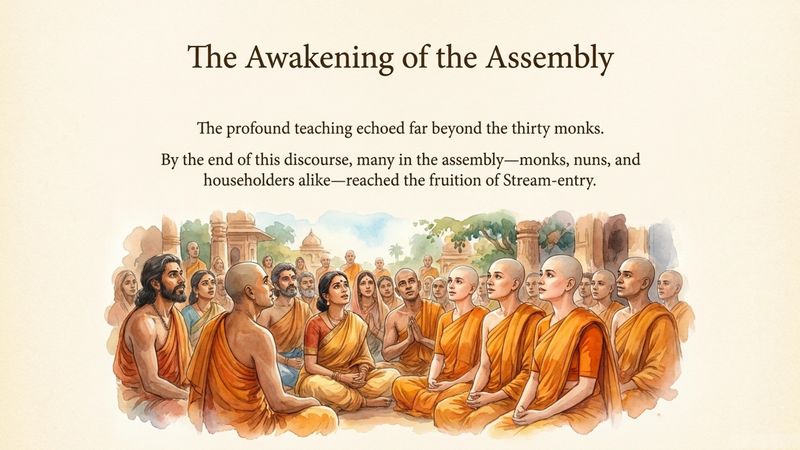 The Awakening of the Assembly
The profound teaching echoed far beyond the thirty monks.
By the end of this discourse, many in the assembly—monks, nuns, and
householders alike—reached the fruition of Stream-entry.